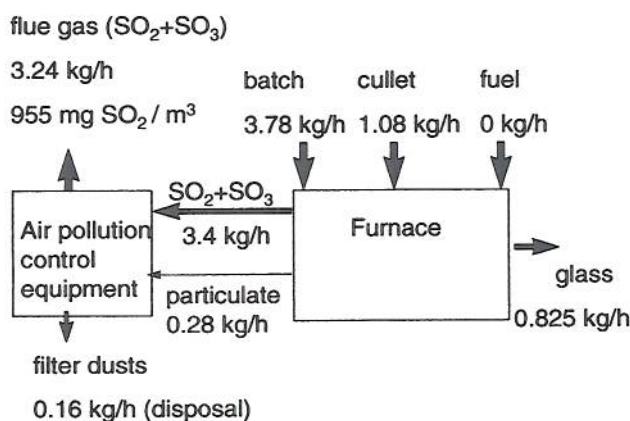 flue gas (SO₂+SO₃)
3.24 kg/h
955 mg SO₂ / m³
batch
3.78 kg/h
cullet
1.08 kg/h
fuel
0 kg/h
SO₂+SO₃
3.4 kg/h
Air pollution
control
equipment
Furnace
particulate
0.28 kg/h
glass
0.825 kg/h
filter dusts
0.16 kg/h (disposal)